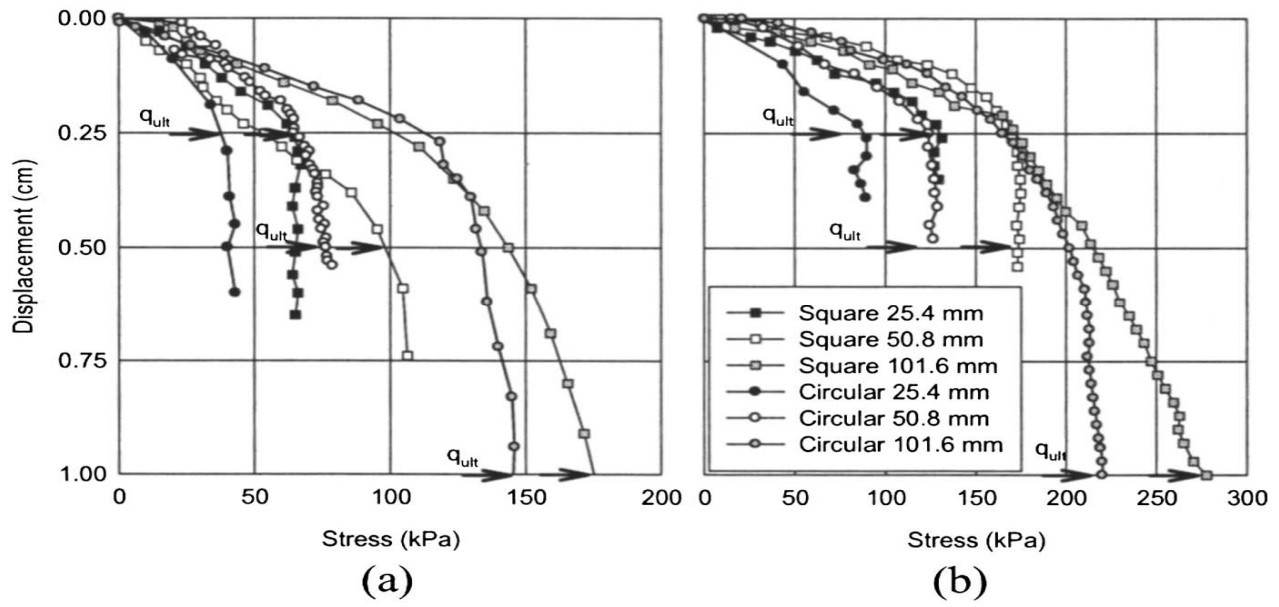 0.00
0.25
0.50
0.75
1.00
Displacement (cm)
q_ult
q_ult
q_ult
0
50
100
150
200
Stress (kPa)
(a)
q_ult
q_ult
q_ult
Square 25.4 mm
Square 50.8 mm
Square 101.6 mm
Circular 25.4 mm
Circular 50.8 mm
Circular 101.6 mm
0
50
100
150
200
250
300
Stress (kPa)
(b)